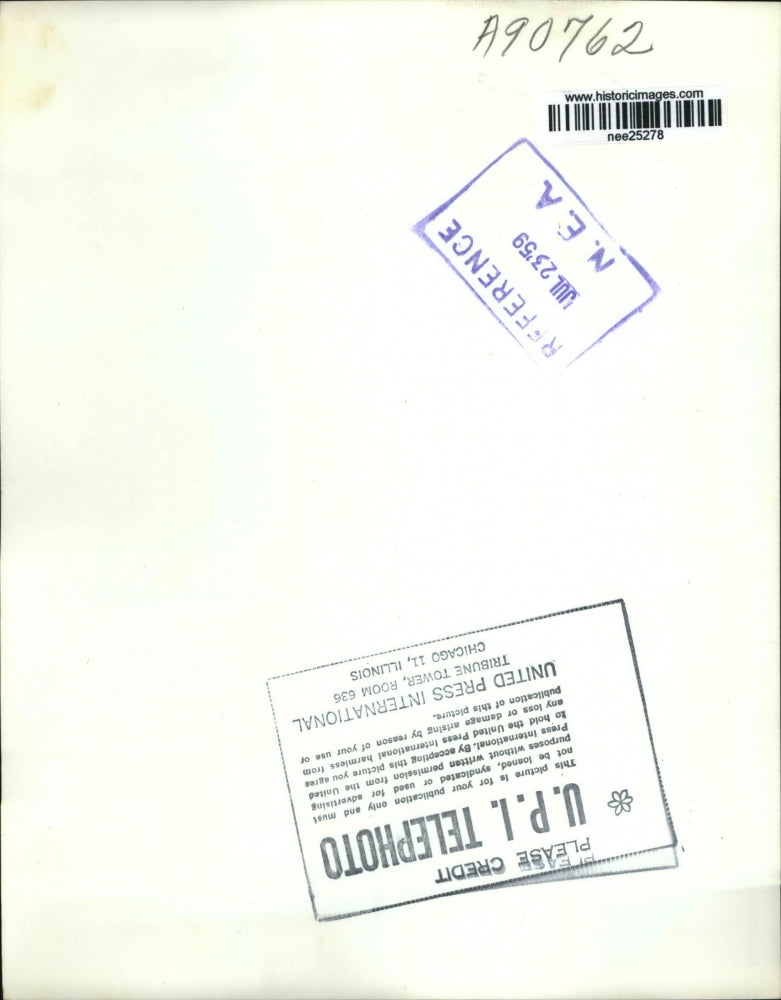 A90762
www.historicimages.com
nee25278
REFERENCE
JUL 23 '59
N. E. A.
PLEASE CREDIT
U.P.I. TELEPHOTO
This picture is for your publication only and must
not be loaned, syndicated or used for advertising
purposes without written permission from the United
Press International. By accepting this picture you agree
to hold the United Press International harmless from
any loss or damage arising by reason of your use or
publication of this picture.
UNITED PRESS INTERNATIONAL
TRIBUNE TOWER, ROOM 636
CHICAGO 11, ILLINOIS